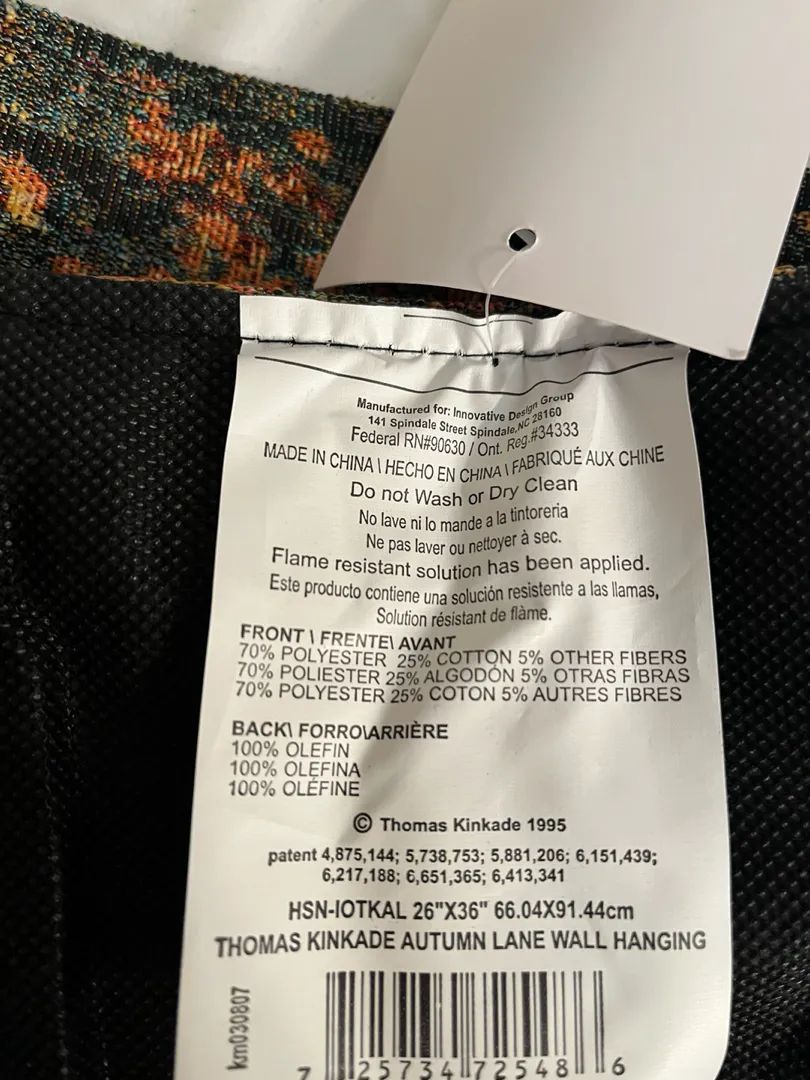 Manufactured for: Innovative Design Group
141 Spindale Street Spindale,NC 28160
Federal RN#90630 / Ont. Reg.#34333
MADE IN CHINA \ HECHO EN CHINA \ FABRIQUÉ AUX CHINE
Do not Wash or Dry Clean
No lave ni lo mande a la tintoreria
Ne pas laver ou nettoyer à sec.
Flame resistant solution has been applied.
Este producto contiene una solución resistente a las llamas,
Solution résistant de flàme.
FRONT \ FRENTE\ AVANT
70% POLYESTER 25% COTTON 5% OTHER FIBERS
70% POLIESTER 25% ALGODÓN 5% OTRAS FIBRAS
70% POLYESTER 25% COTON 5% AUTRES FIBRES
BACK\ FORRO\ARRIÈRE
100% OLEFIN
100% OLEFINA
100% OLÉFINE
© Thomas Kinkade 1995
patent 4,875,144; 5,738,753; 5,881,206; 6,151,439;
6,217,188; 6,651,365; 6,413,341
HSN-IOTKAL 26"X36" 66.04X91.44cm
THOMAS KINKADE AUTUMN LANE WALL HANGING
km030807
7 25734 72548 6